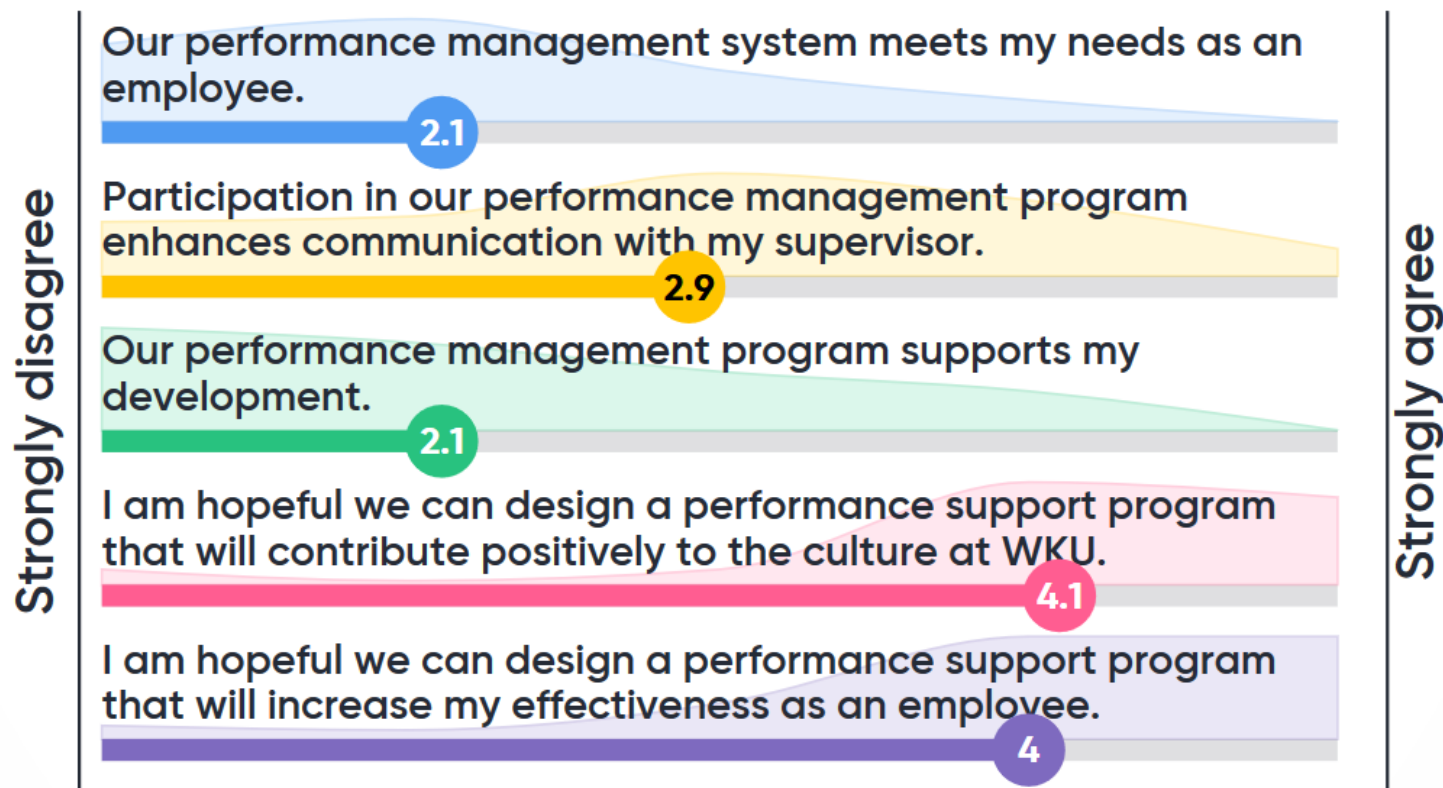 Strongly disagree
Our performance management system meets my needs as an
employee.
2.1
Participation in our performance management program
enhances communication with my supervisor.
2.9
Our performance management program supports my
development.
2.1
I am hopeful we can design a performance support program
that will contribute positively to the culture at WKU.
4.1
I am hopeful we can design a performance support program
that will increase my effectiveness as an employee.
4
Strongly agree